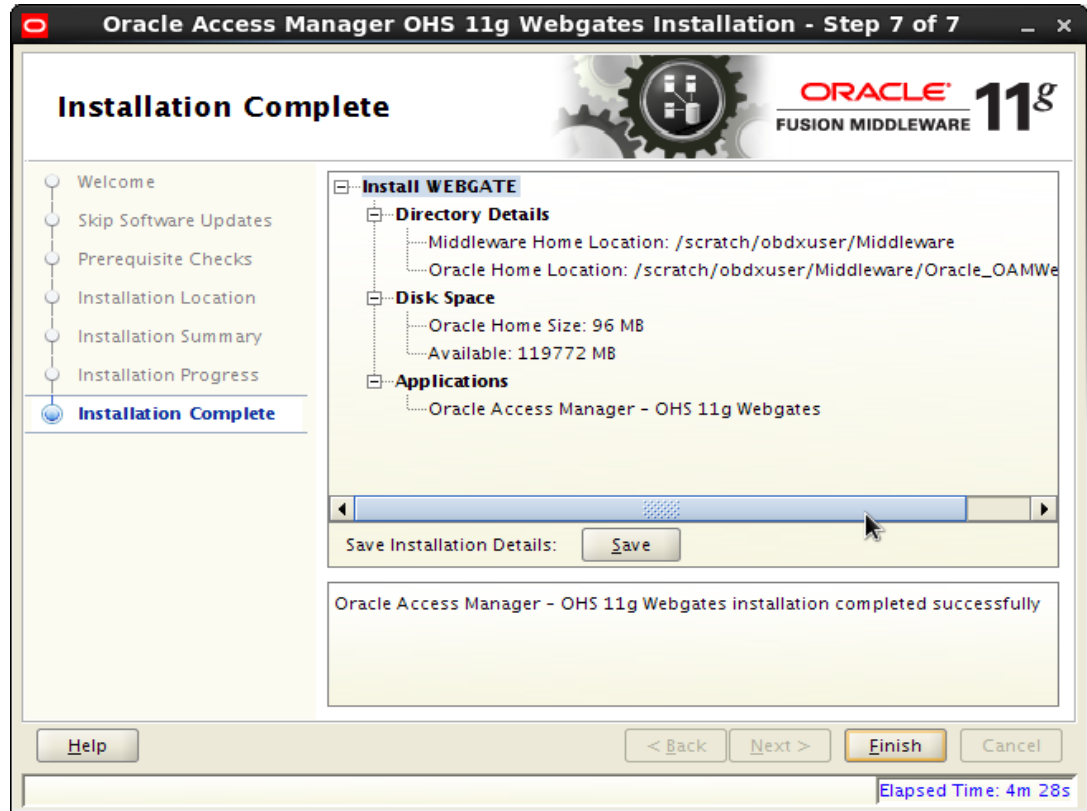 Oracle Access Manager OHS 11g Webgates Installation - Step 7 of 7
Installation Complete
ORACLE
FUSION MIDDLEWARE
11g
Welcome
Skip Software Updates
Prerequisite Checks
Installation Location
Installation Summary
Installation Progress
Installation Complete
Install WEBGATE
Directory Details
Middleware Home Location: /scratch/obdxuser/Middleware
Oracle Home Location: /scratch/obdxuser/Middleware/Oracle_OAMWe
Disk Space
Oracle Home Size: 96 MB
Available: 119772 MB
Applications
Oracle Access Manager - OHS 11g Webgates
Save Installation Details: Save
Oracle Access Manager - OHS 11g Webgates installation completed successfully
Help < Back Next > Finish Cancel
Elapsed Time: 4m 28s